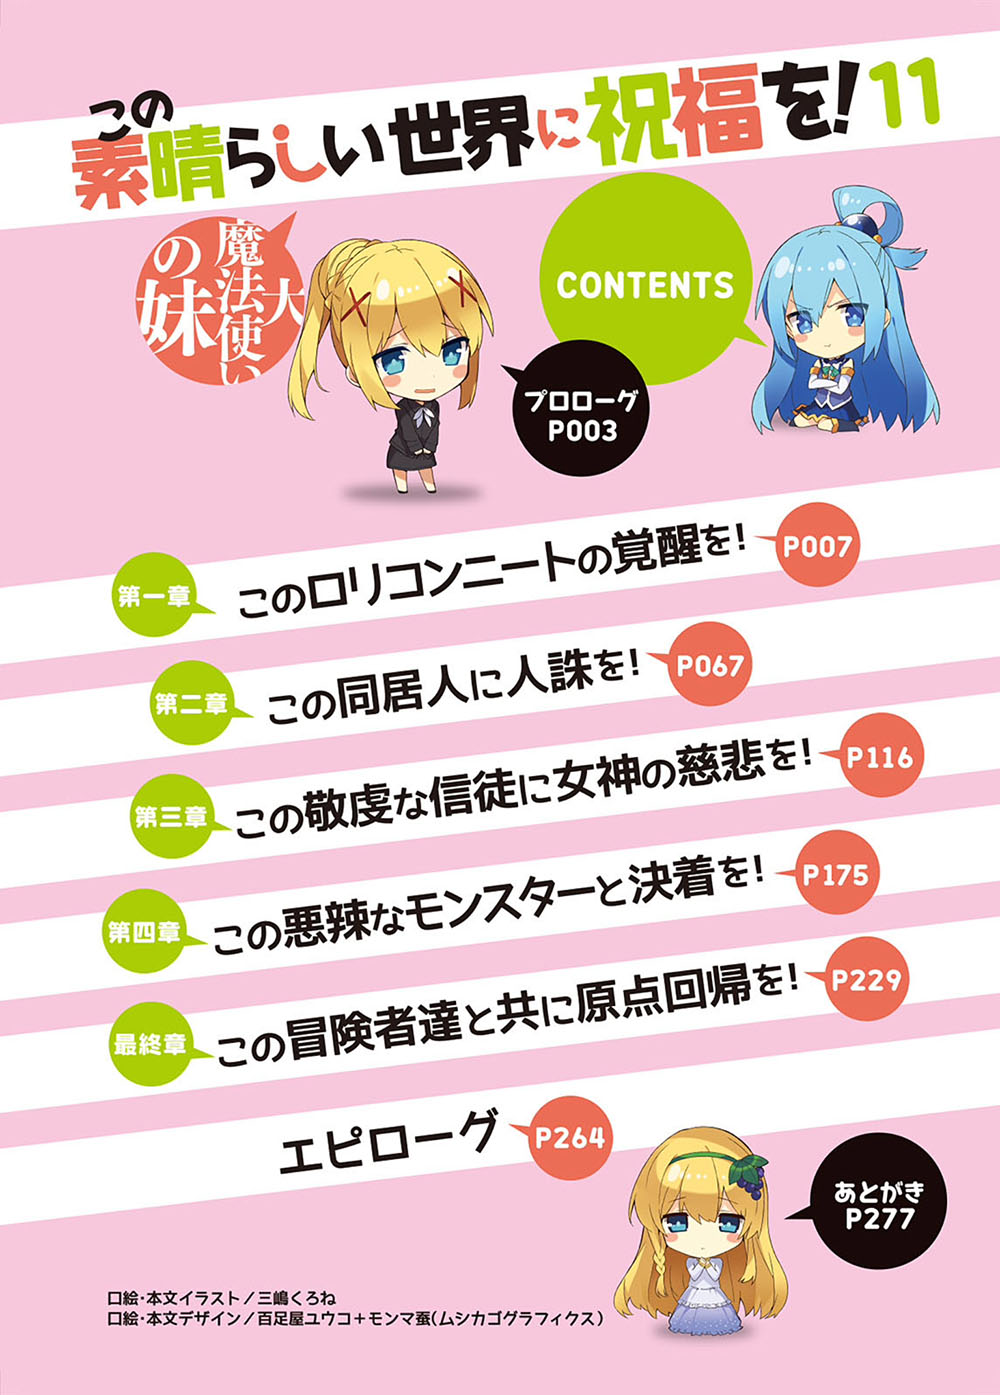 この
素晴らしい世界に祝福を!11
大
魔法使い
の妹
CONTENTS
プロローグ
P003
第一章
このロリコンニートの覚醒を!
P007
第二章
この同居人に人誅を!
P067
第三章
この敬虔な信徒に女神の慈悲を!
P116
第四章
この悪辣なモンスターと決着を!
P175
最終章
この冒険者達と共に原点回帰を!
P229
エピローグ
P264
あとがき
P277
口絵・本文イラスト/三嶋くろね
口絵・本文デザイン/百足屋ユウコ+モンマ蚕(ムシカゴグラフィクス)